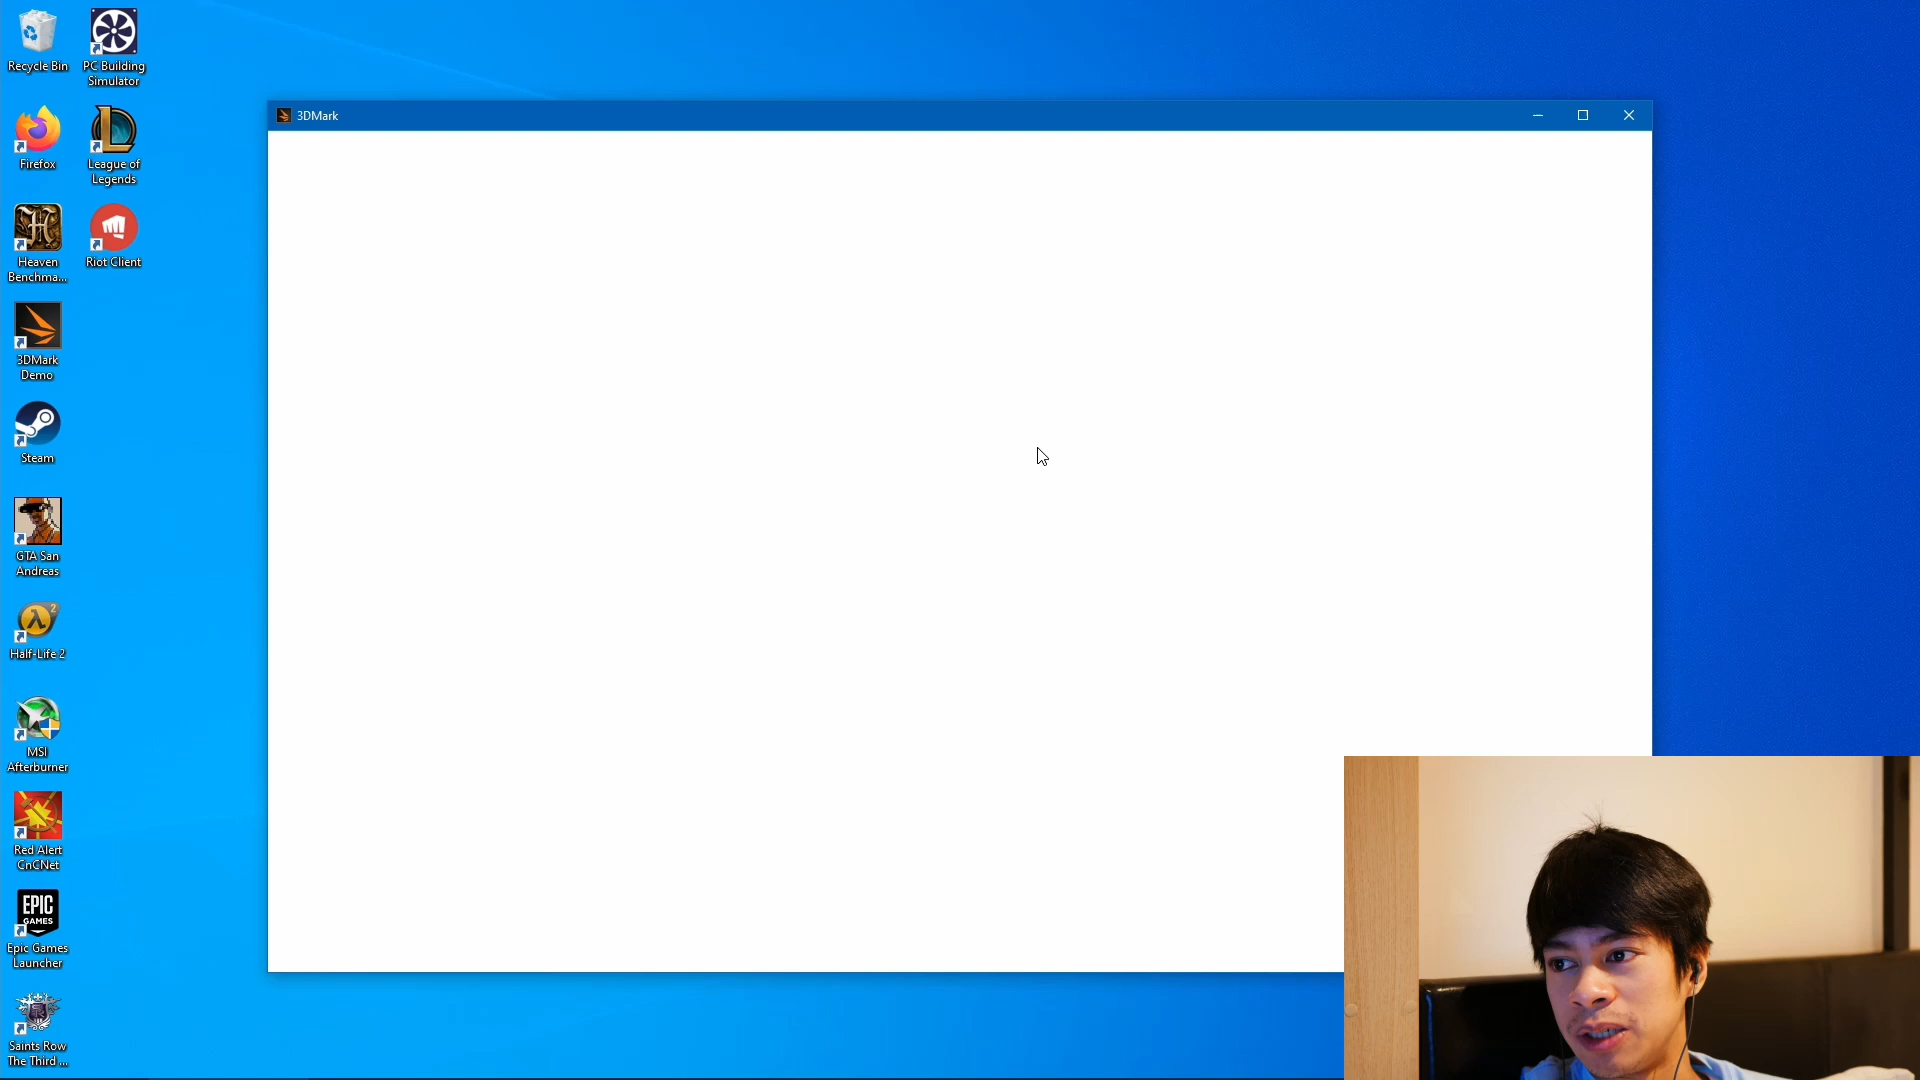 Recycle Bin
PC Building
Simulator
3DMark
Firefox
League of
Legends
Heaven
Benchma...
Riot Client
3DMark
Demo
Steam
GTA San
Andreas
2
Half-Life 2
MSI
Afterburner
Red Alert
CnCNet
EPIC
GAMES
Epic Games
Launcher
Saints Row
The Third ...